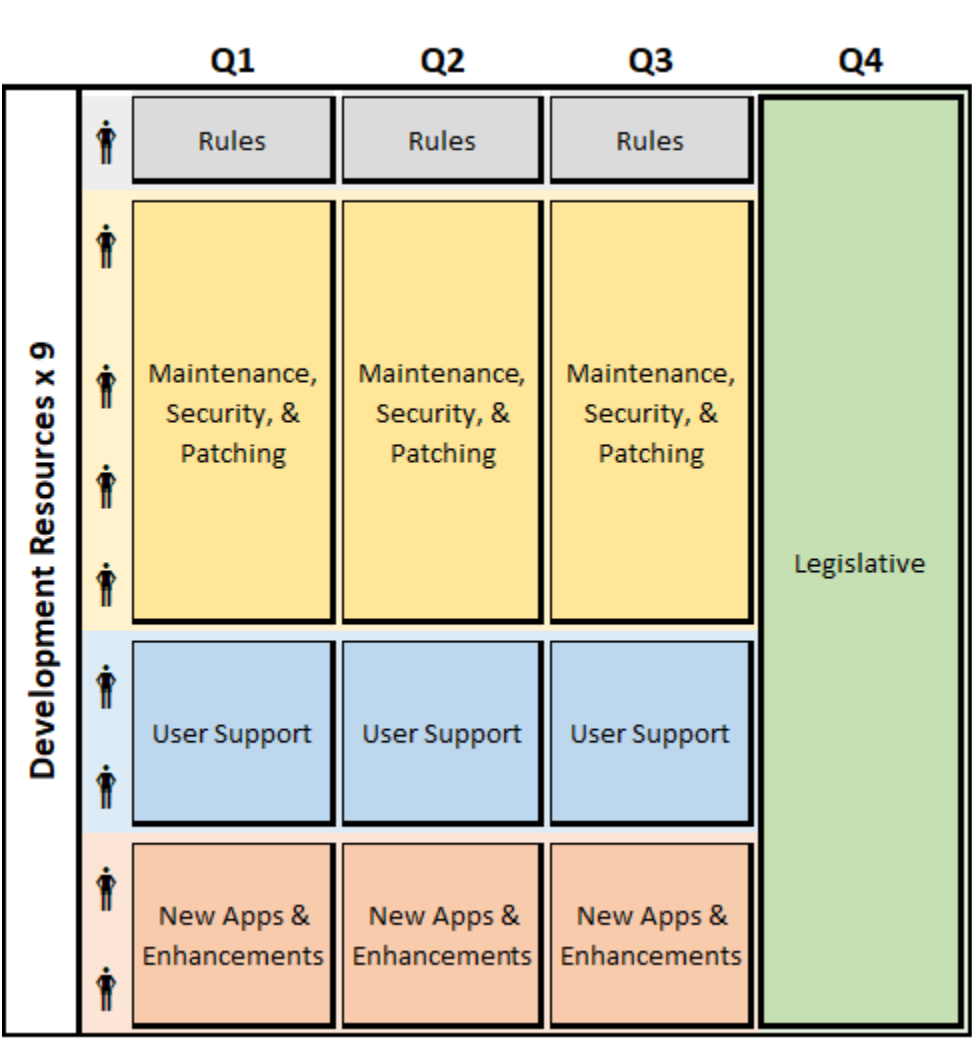 Q1 Q2 Q3 Q4
Development Resources x 9
Rules Rules Rules
Maintenance, Maintenance, Maintenance,
Security, & Security, & Security, &
Patching Patching Patching
Legislative
User Support User Support User Support
New Apps & New Apps & New Apps &
Enhancements Enhancements Enhancements